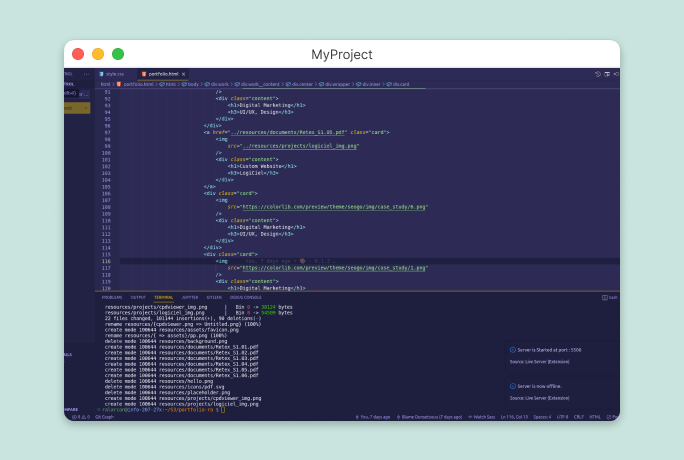 MyProject
style.css
portfolio.html
html > portfolio.html > html > body > div.work > div.work__content > div.center > div.wrapper > div.inner > div.card
91 />
92 <div class="content">
93 <h1>Digital Marketing</h1>
94 <h3>UI/UX, Design</h3>
95 </div>
96 </div>
97 <a href="../resources/documents/Retex_S1.06.pdf" class="card">
98 <img
99 src="../resources/projects/logiciel_img.png"
100 />
101 <div class="content">
102 <h1>Custom Website</h1>
103 <h3>Logiciel</h3>
104 </div>
105 </a>
106 <div class="card">
107 <img
108 src="https://colorlib.com/preview/theme/seogo/img/case_study/6.png"
109 />
110 <div class="content">
111 <h1>Digital Marketing</h1>
112 <h3>UI/UX, Design</h3>
113 </div>
114 </div>
115 <div class="card">
116 <img You, 7 days ago
117 src="https://colorlib.com/preview/theme/seogo/img/case_study/1.png"
118 />
119 <div class="content">
120 <h1>Digital Marketing</h1>
PROBLEMS OUTPUT TERMINAL JUPYTER GITLENS DEBUG CONSOLE
bash
resources/projects/cpdviewer_img.png | Bin 0 -> 38124 bytes
resources/projects/logiciel_img.png | Bin 0 -> 54509 bytes
22 files changed, 101144 insertions(+), 90 deletions(-)
rename resources/{cpdviewer.png => Untitled.png} (100%)
create mode 100644 resources/assets/favicon.png
rename resources/{ => assets}/pp.png (100%)
delete mode 100644 resources/background.png
create mode 100644 resources/documents/Retex_S1.01.pdf
create mode 100644 resources/documents/Retex_S1.02.pdf
create mode 100644 resources/documents/Retex_S1.03.pdf
create mode 100644 resources/documents/Retex_S1.04.pdf
create mode 100644 resources/documents/Retex_S1.05.pdf
create mode 100644 resources/documents/Retex_S1.06.pdf
delete mode 100644 resources/hello.png
create mode 100644 resources/icons/pdf.svg
delete mode 100644 resources/placeholder.png
create mode 100644 resources/projects/cpdviewer_img.png
create mode 100644 resources/projects/logiciel_img.png
Server is Started at port : 5500
Source: Live Server (Extension)
Server is now offline.
Source: Live Server (Extension)
Git Graph
You, 7 days ago
Watch Sass
Ln 116, Col 13
Spaces: 4
UTF-8
CRLF
HTML